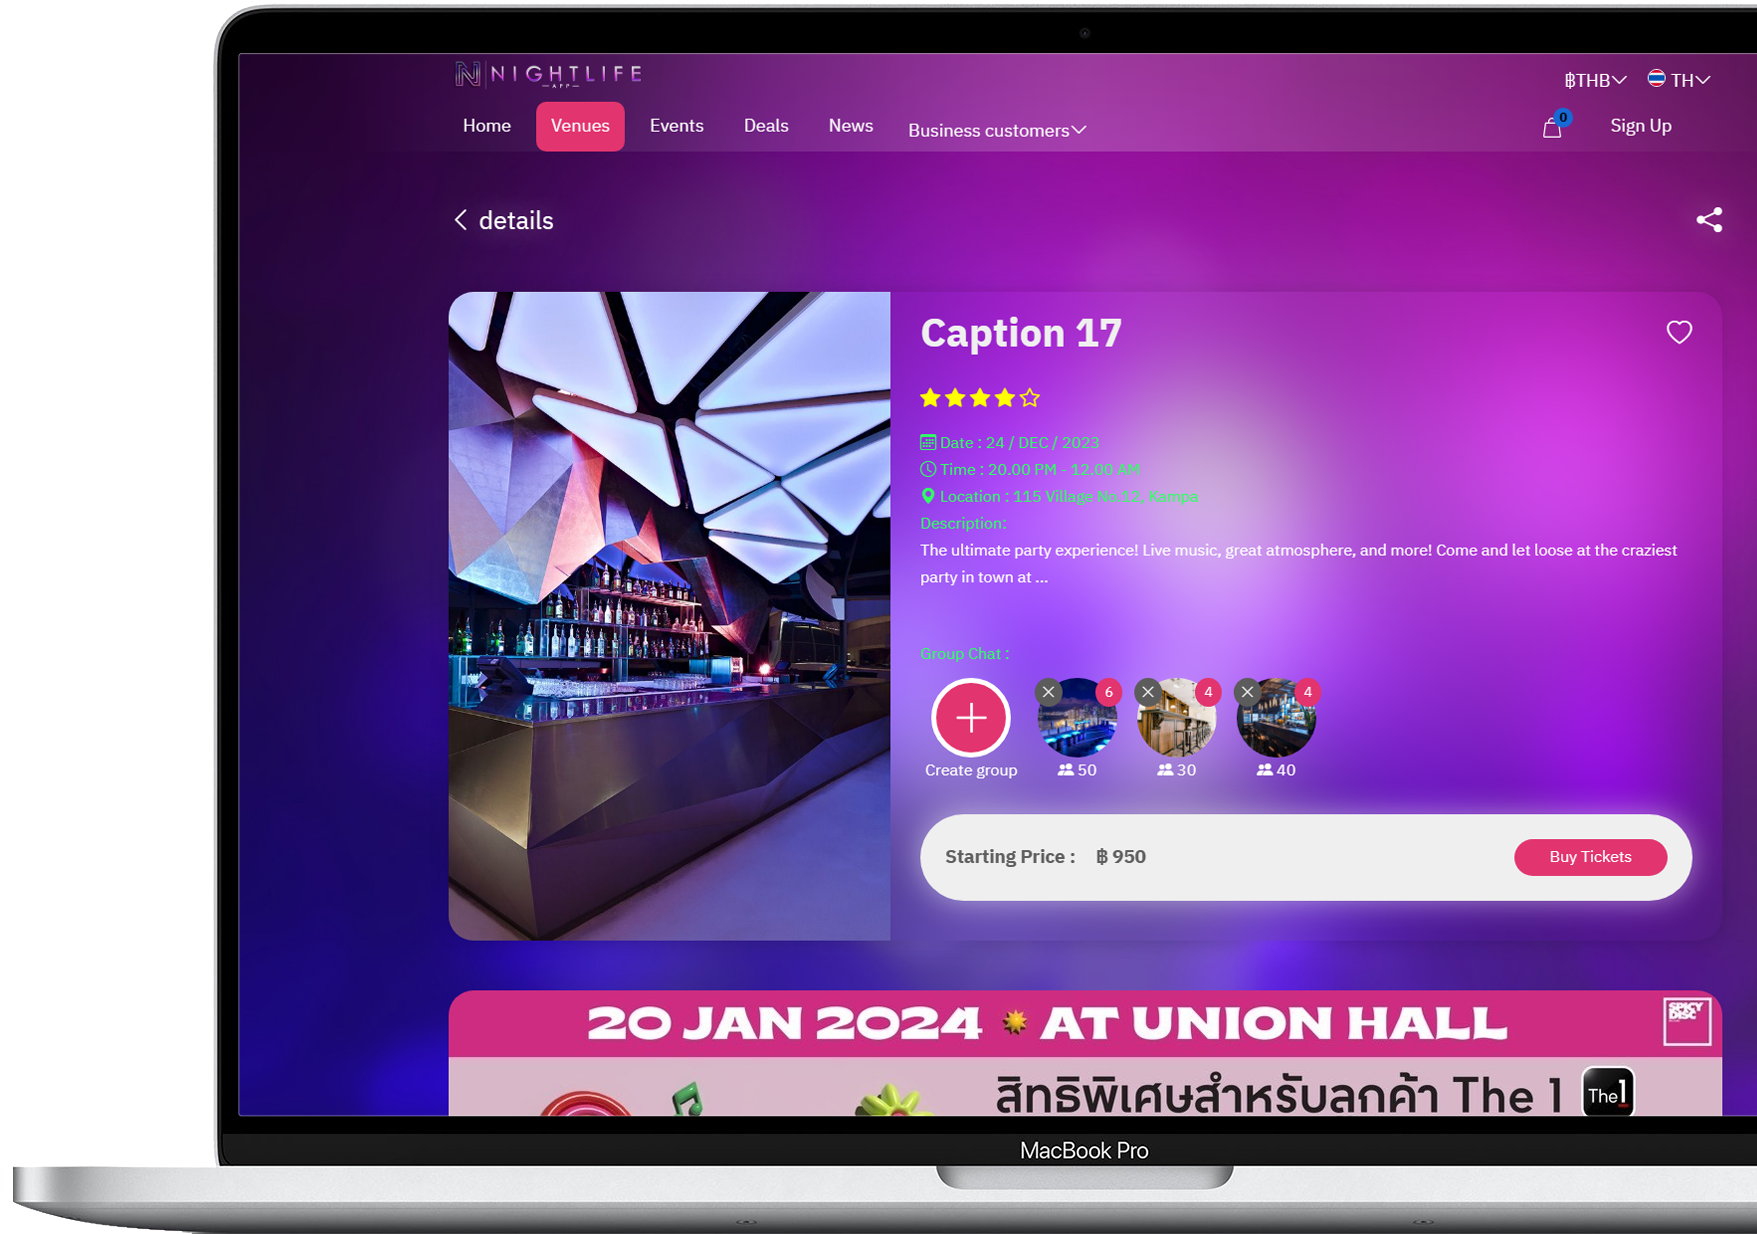 NIGHTLIFE
APP
฿THB
TH
Home
Venues
Events
Deals
News
Business customers
0
Sign Up
details
Caption 17
Date : 24 / DEC / 2023
Time : 20.00 PM - 12.00 AM
Location : 115 Village No.12, Kampa
Description:
The ultimate party experience! Live music, great atmosphere, and more! Come and let loose at the craziest
party in town at ...
Group Chat :
6
4
4
Create group
50
30
40
Starting Price : ฿ 950
Buy Tickets
20 JAN 2024 AT UNION HALL
SPICY
DISC
สิทธิพิเศษสำหรับลูกค้า The 1
The1
MacBook Pro